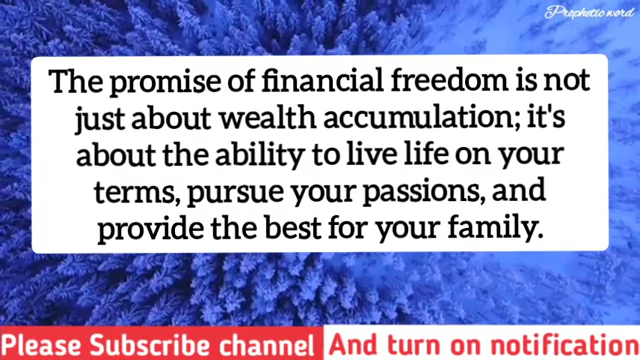 Prophetic word
The promise of financial freedom is not
just about wealth accumulation; it's
about the ability to live life on your
terms, pursue your passions, and
provide the best for your family.
Please Subscribe channel And turn on notification